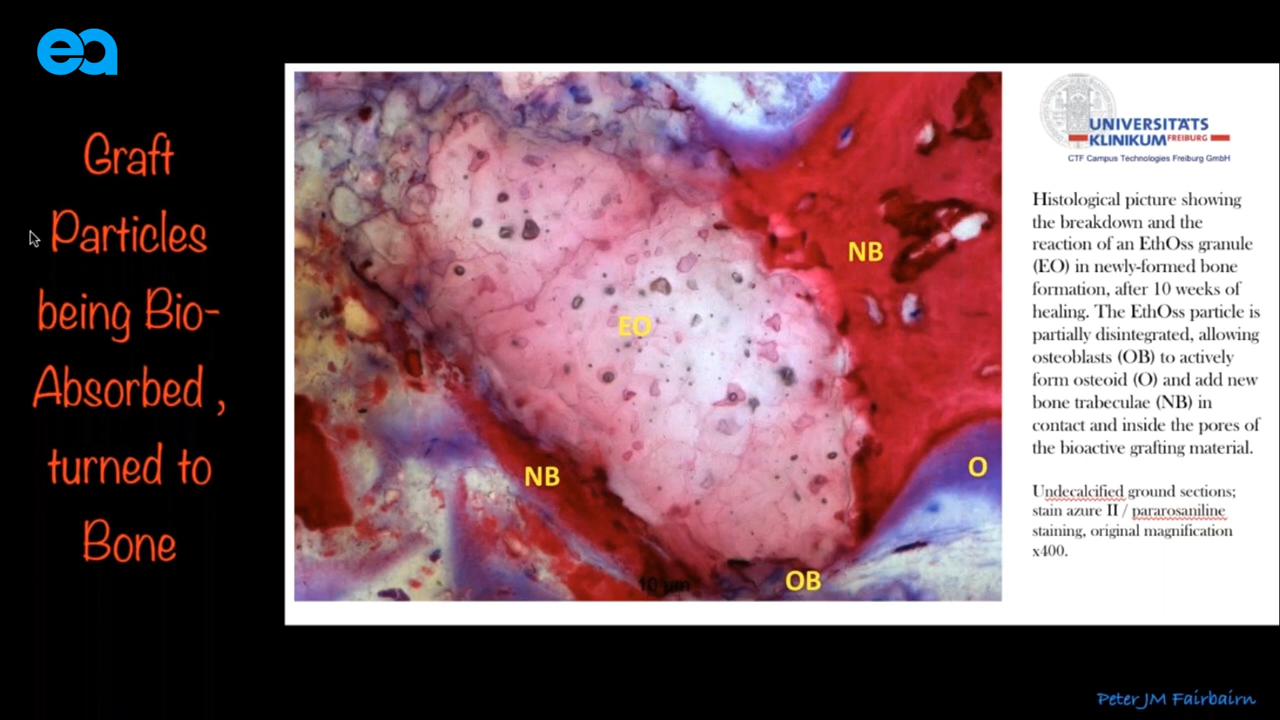 ea
Graft
Particles
being Bio-
Absorbed ,
turned to
Bone
EO
NB
NB
O
OB
10 um
UNIVERSITÄTS
KLINIKUM FREIBURG
CTF Campus Technologies Freiburg GmbH
Histological picture showing
the breakdown and the
reaction of an EthOss granule
(EO) in newly-formed bone
formation, after 10 weeks of
healing. The EthOss particle is
partially disintegrated, allowing
osteoblasts (OB) to actively
form osteoid (O) and add new
bone trabeculae (NB) in
contact and inside the pores of
the bioactive grafting material.
Undecalcified ground sections;
stain azure II / pararosaniline
staining, original magnification
x400.
Peter JM Fairbairn